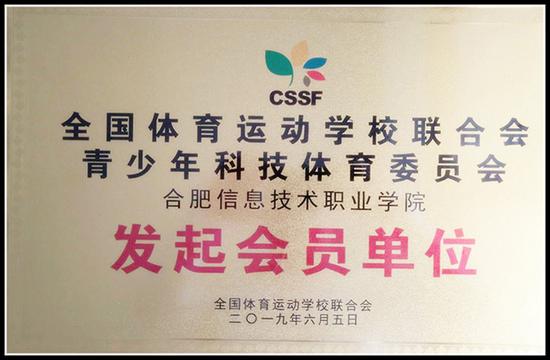 CSSF
全国体育运动学校联合会
青少年科技体育委员会
合肥信息技术职业学院
发起会员单位
全国体育运动学校联合会
二〇一九年六月五日